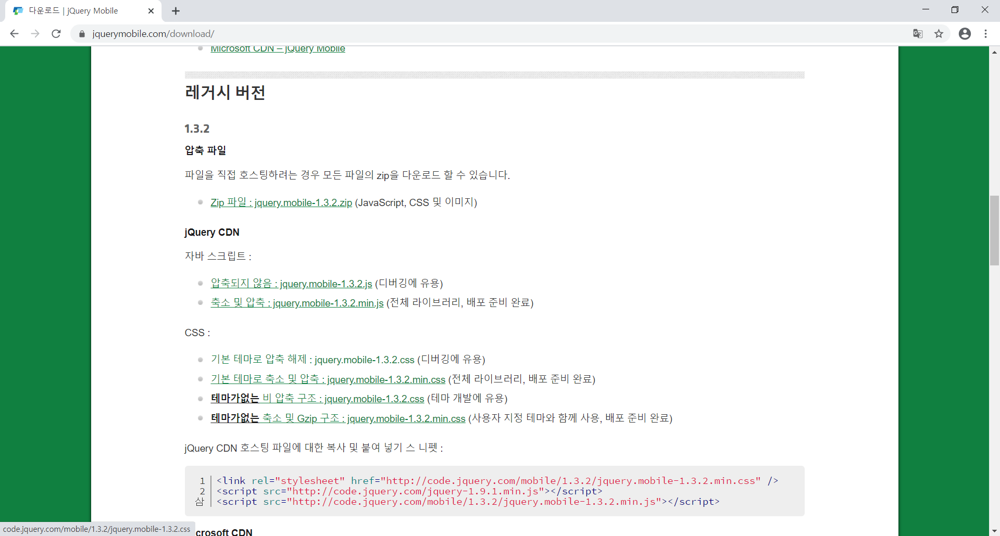 다운로드 | jQuery Mobile
jquerymobile.com/download/
Microsoft CDN – jQuery Mobile
레거시 버전
1.3.2
압축 파일
파일을 직접 호스팅하려는 경우 모든 파일의 zip을 다운로드 할 수 있습니다.
Zip 파일 : jquery.mobile-1.3.2.zip (JavaScript, CSS 및 이미지)
jQuery CDN
자바 스크립트 :
압축되지 않음 : jquery.mobile-1.3.2.js (디버깅에 유용)
축소 및 압축 : jquery.mobile-1.3.2.min.js (전체 라이브러리, 배포 준비 완료)
CSS :
기본 테마로 압축 해제 : jquery.mobile-1.3.2.css (디버깅에 유용)
기본 테마로 축소 및 압축 : jquery.mobile-1.3.2.min.css (전체 라이브러리, 배포 준비 완료)
테마가없는 비 압축 구조 : jquery.mobile-1.3.2.css (테마 개발에 유용)
테마가없는 축소 및 Gzip 구조 : jquery.mobile-1.3.2.min.css (사용자 지정 테마와 함께 사용, 배포 준비 완료)
jQuery CDN 호스팅 파일에 대한 복사 및 붙여 넣기 스 니펫 :
1 <link rel="stylesheet" href="http://code.jquery.com/mobile/1.3.2/jquery.mobile-1.3.2.min.css" />
2 <script src="http://code.jquery.com/jquery-1.9.1.min.js"></script>
삼 <script src="http://code.jquery.com/mobile/1.3.2/jquery.mobile-1.3.2.min.js"></script>
code.jquery.com/mobile/1.3.2/jquery.mobile-1.3.2.css
crosoft CDN